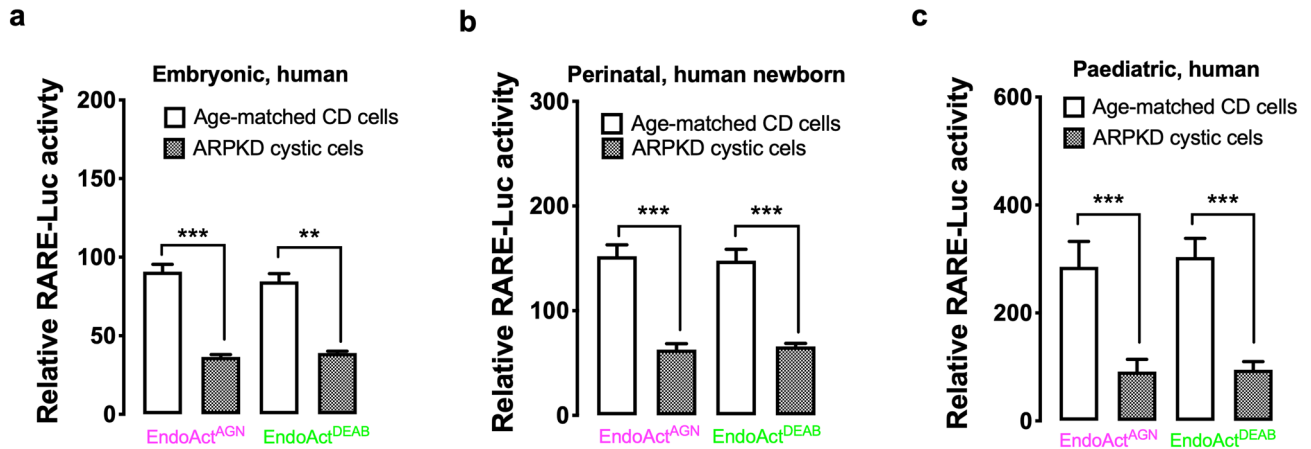 a
Embryonic, human
Age-matched CD cells
ARPKD cystic cels
Relative RARE-Luc activty
200
150
100
50
0
***
**
EndoAct^AGN
EndoAct^DEAB
b
Perinatal, human newborn
Age-matched CD cells
ARPKD cystic cels
Relative RARE-Luc activity
300
200
100
0
***
***
EndoAct^AGN
EndoAct^DEAB
c
Paediatric, human
Age-matched CD cells
ARPKD cystic cells
Relative RARE-Luc activity
600
400
200
0
***
***
EndoAct^AGN
EndoAct^DEAB